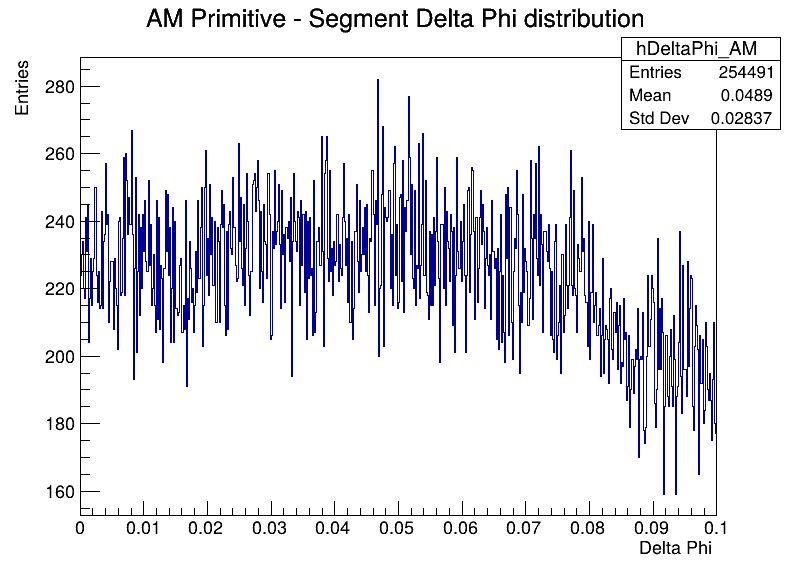 AM Primitive - Segment Delta Phi distribution
hDeltaPhi_AM
Entries 254491
Mean 0.0489
Std Dev 0.02837
Entries
280
260
240
220
200
180
160
0 0.01 0.02 0.03 0.04 0.05 0.06 0.07 0.08 0.09 0.1
Delta Phi